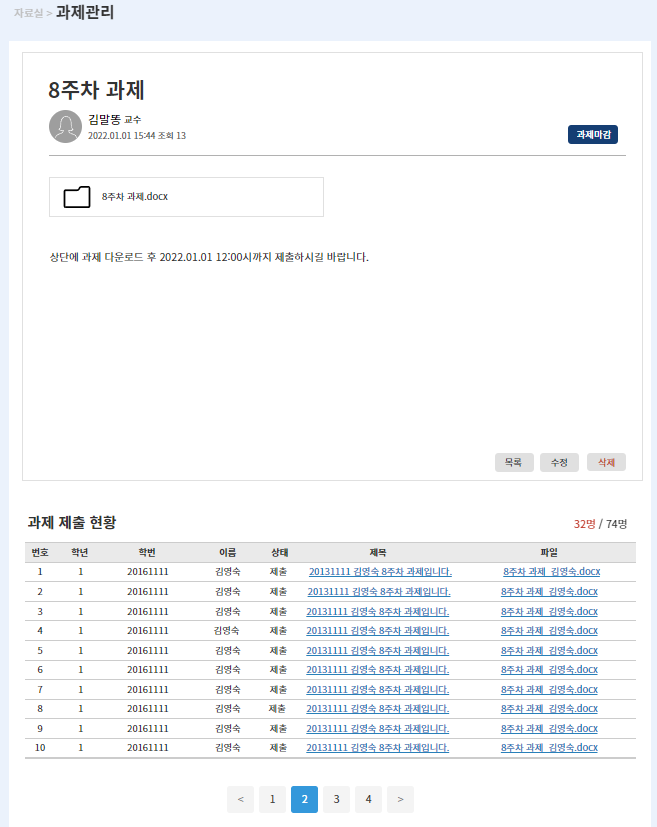 자료실 > 과제관리
8주차 과제
김말똥 교수
2022.01.01 15:44 조회 13
과제마감
8주차 과제.docx
상단에 과제 다운로드 후 2022.01.01 12:00시까지 제출하시길 바랍니다.
목록 수정 삭제
과제 제출 현황 32명 / 74명
번호 학년 학번 이름 상태 제목 파일
1 1 20161111 김영숙 제출 20131111 김영숙 8주차 과제입니다. 8주차 과제_김영숙.docx
2 1 20161111 김영숙 제출 20131111 김영숙 8주차 과제입니다. 8주차 과제_김영숙.docx
3 1 20161111 김영숙 제출 20131111 김영숙 8주차 과제입니다. 8주차 과제_김영숙.docx
4 1 20161111 김영숙 제출 20131111 김영숙 8주차 과제입니다. 8주차 과제_김영숙.docx
5 1 20161111 김영숙 제출 20131111 김영숙 8주차 과제입니다. 8주차 과제_김영숙.docx
6 1 20161111 김영숙 제출 20131111 김영숙 8주차 과제입니다. 8주차 과제_김영숙.docx
7 1 20161111 김영숙 제출 20131111 김영숙 8주차 과제입니다. 8주차 과제_김영숙.docx
8 1 20161111 김영숙 제출 20131111 김영숙 8주차 과제입니다. 8주차 과제_김영숙.docx
9 1 20161111 김영숙 제출 20131111 김영숙 8주차 과제입니다. 8주차 과제_김영숙.docx
10 1 20161111 김영숙 제출 20131111 김영숙 8주차 과제입니다. 8주차 과제_김영숙.docx
< 1 2 3 4 >